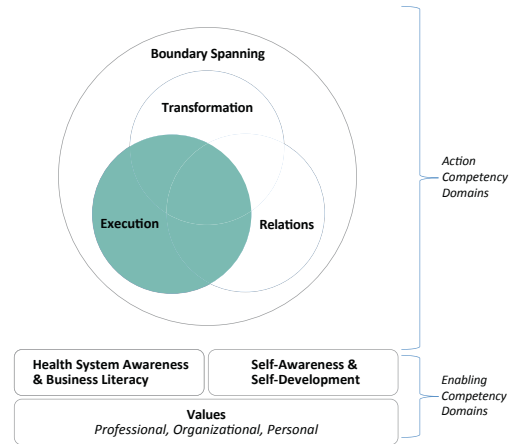 Boundary Spanning
Transformation
Execution
Relations
Action
Competency
Domains
Health System Awareness
& Business Literacy
Self-Awareness &
Self-Development
Values
Professional, Organizational, Personal
Enabling
Competency
Domains